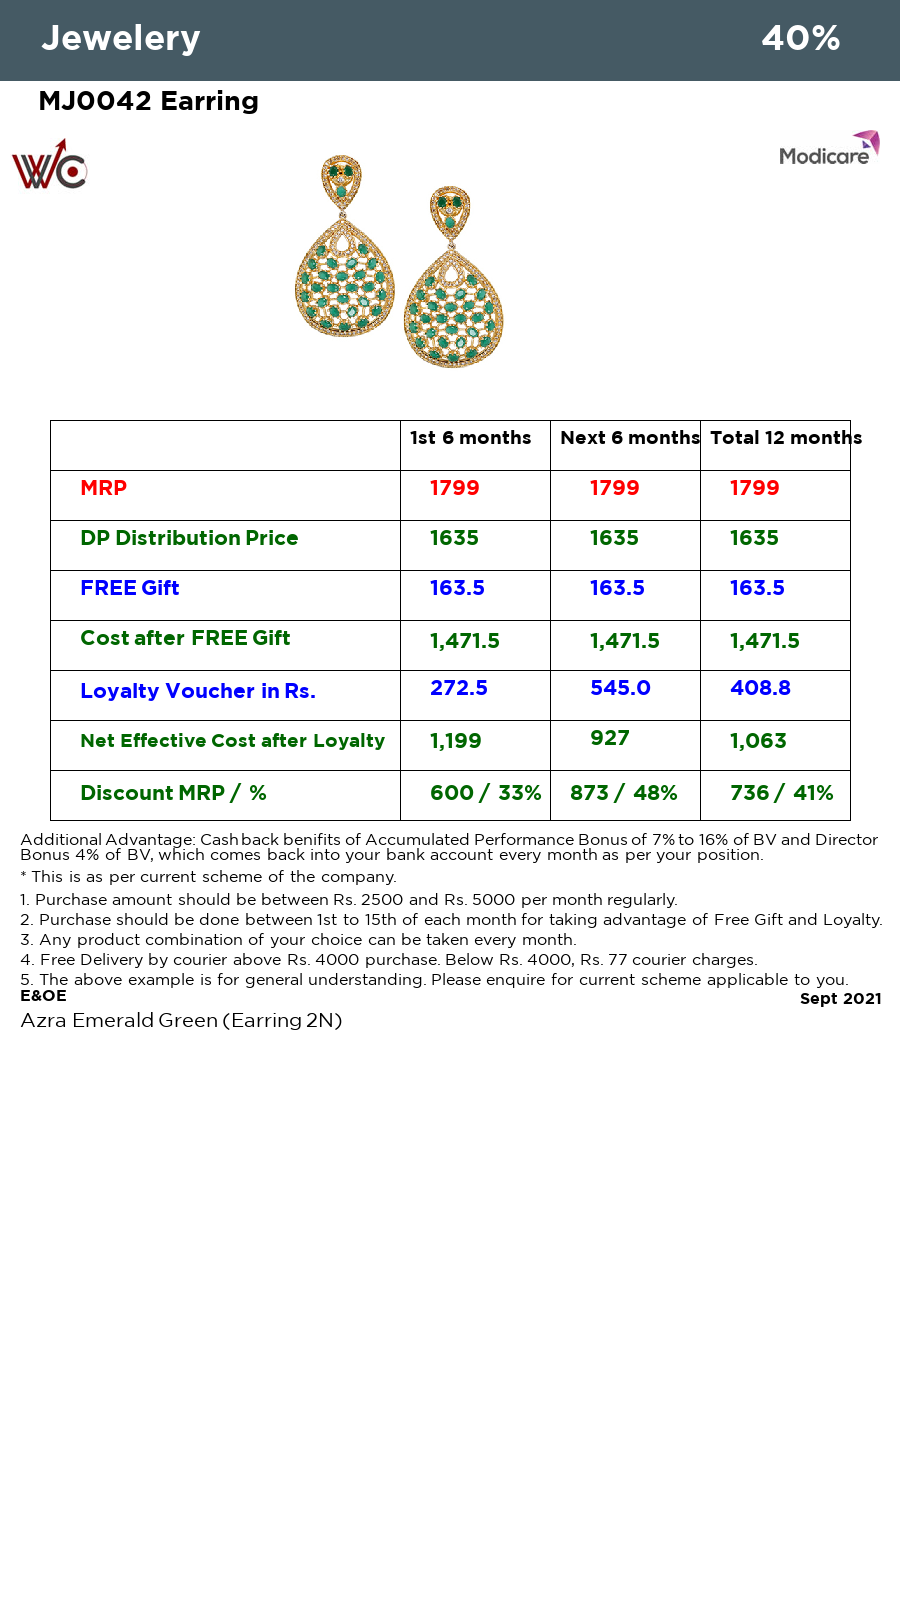 Jewelery 40%
MJ0042 Earring
WC
Modicare
1st 6 months Next 6 months Total 12 months
MRP 1799 1799 1799
DP Distribution Price 1635 1635 1635
FREE Gift 163.5 163.5 163.5
Cost after FREE Gift 1,471.5 1,471.5 1,471.5
Loyalty Voucher in Rs. 272.5 545.0 408.8
Net Effective Cost after Loyalty 1,199 927 1,063
Discount MRP / % 600 / 33% 873 / 48% 736 / 41%
Additional Advantage: Cashback benifits of Accumulated Performance Bonus of 7% to 16% of BV and Director
Bonus 4% of BV, which comes back into your bank account every month as per your position.
* This is as per current scheme of the company.
1. Purchase amount should be between Rs. 2500 and Rs. 5000 per month regularly.
2. Purchase should be done between 1st to 15th of each month for taking advantage of Free Gift and Loyalty.
3. Any product combination of your choice can be taken every month.
4. Free Delivery by courier above Rs. 4000 purchase. Below Rs. 4000, Rs. 77 courier charges.
5. The above example is for general understanding. Please enquire for current scheme applicable to you.
E&OE
Sept 2021
Azra Emerald Green (Earring 2N)